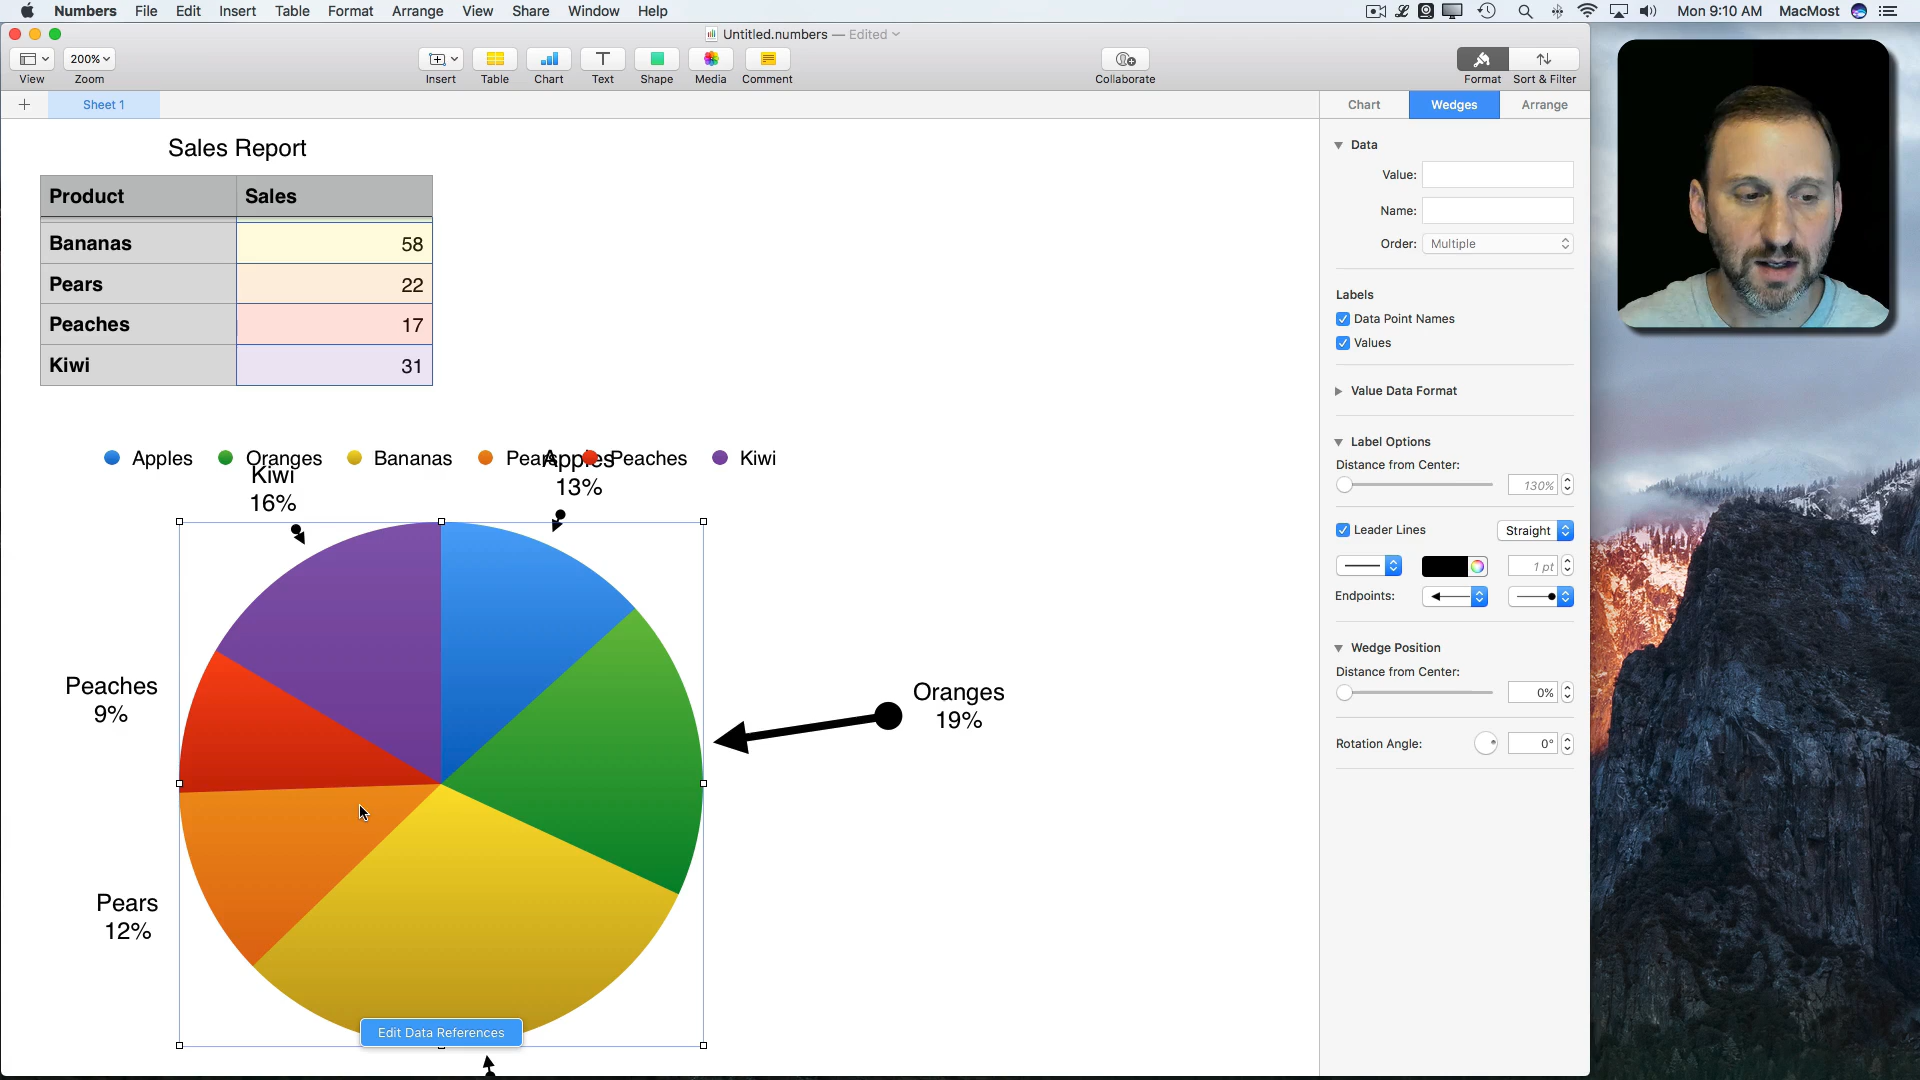 Numbers File Edit Insert Table Format Arrange View Share Window Help Mon 9:10 AM MacMost
Untitled.numbers — Edited
200%
View Zoom Insert Table Chart Text Shape Media Comment Collaborate Format Sort & Filter
Sheet 1
Chart Wedges Arrange
Sales Report
Product Sales
Bananas 58
Pears 22
Peaches 17
Kiwi 31
Apples Oranges Bananas Pears Peaches Kiwi
Kiwi
16%
Apples
13%
Oranges
19%
Peaches
9%
Pears
12%
Edit Data References
Data
Value:
Name:
Order: Multiple
Labels
Data Point Names
Values
Value Data Format
Label Options
Distance from Center:
130%
Leader Lines Straight
1 pt
Endpoints:
Wedge Position
Distance from Center:
0%
Rotation Angle: 0°